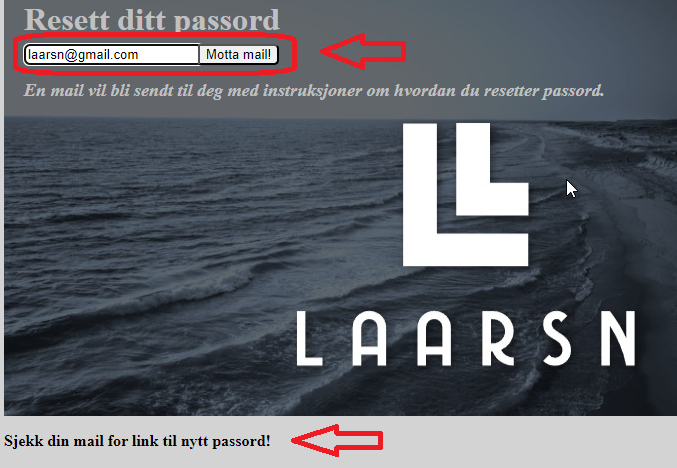 Resett ditt passord
laarsn@gmail.com Motta mail!
En mail vil bli sendt til deg med instruksjoner om hvordan du resetter passord.
LAARSN
Sjekk din mail for link til nytt passord!